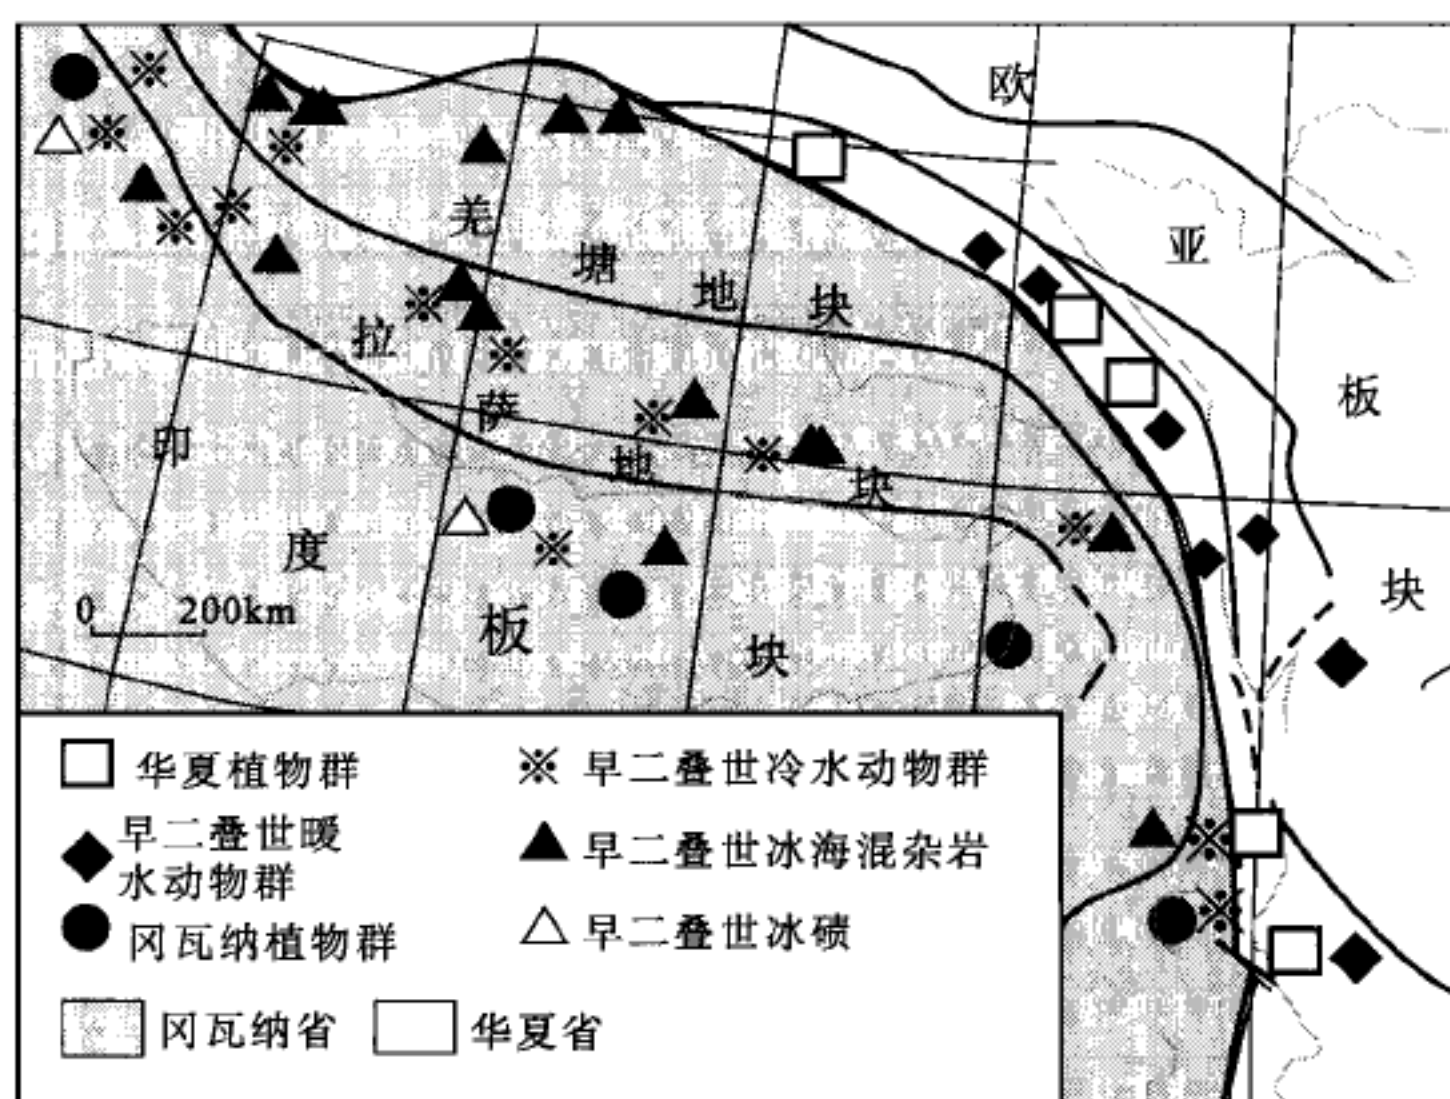 欧
亚
板
块
羌塘地块
拉萨地块
印度板块
0 200km
华夏植物群
早二叠世暖
水动物群
冈瓦纳植物群
早二叠世冷水动物群
早二叠世冰海混杂岩
早二叠世冰碛
冈瓦纳省
华夏省